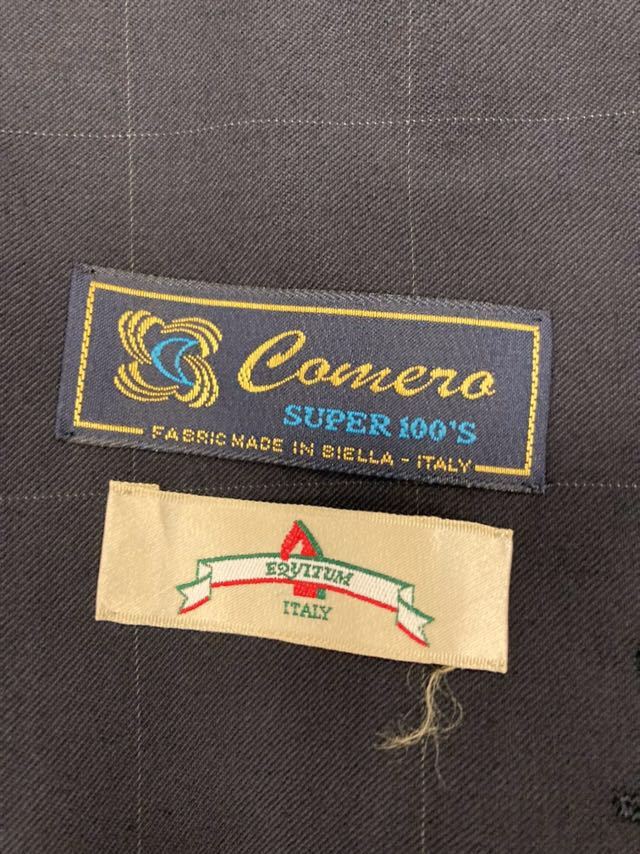 Comero
SUPER 100'S
FABRIC MADE IN BIELLA - ITALY
EQVITUM
ITALY